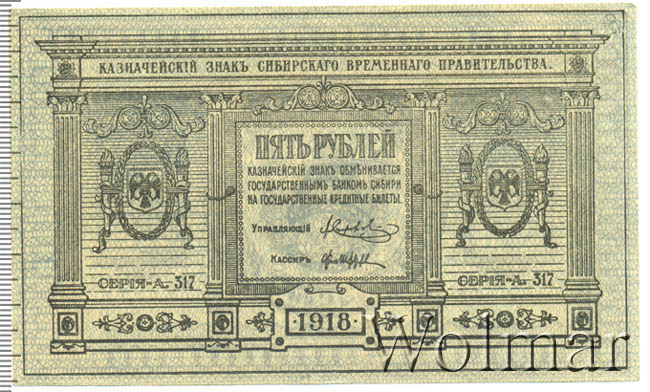 КАЗНАЧЕЙСКІЙ ЗНАКЪ СИБИРСКАГО ВРЕМЕННАГО ПРАВИТЕЛЬСТВА.
ПЯТЬ РУБЛЕЙ
КАЗНАЧЕЙСКІЙ ЗНАКЪ ОБМѢНИВАЕТСЯ
ГОСУДАРСТВЕННЫМЪ БАНКОМЪ СИБИРИ
НА ГОСУДАРСТВЕННЫЕ КРЕДИТНЫЕ БИЛЕТЫ.
УПРАВЛЯЮЩІЙ
КАССИРЪ
СЕРІЯ-А. 317
СЕРІЯ-А. 317
·1918·
Wolmar